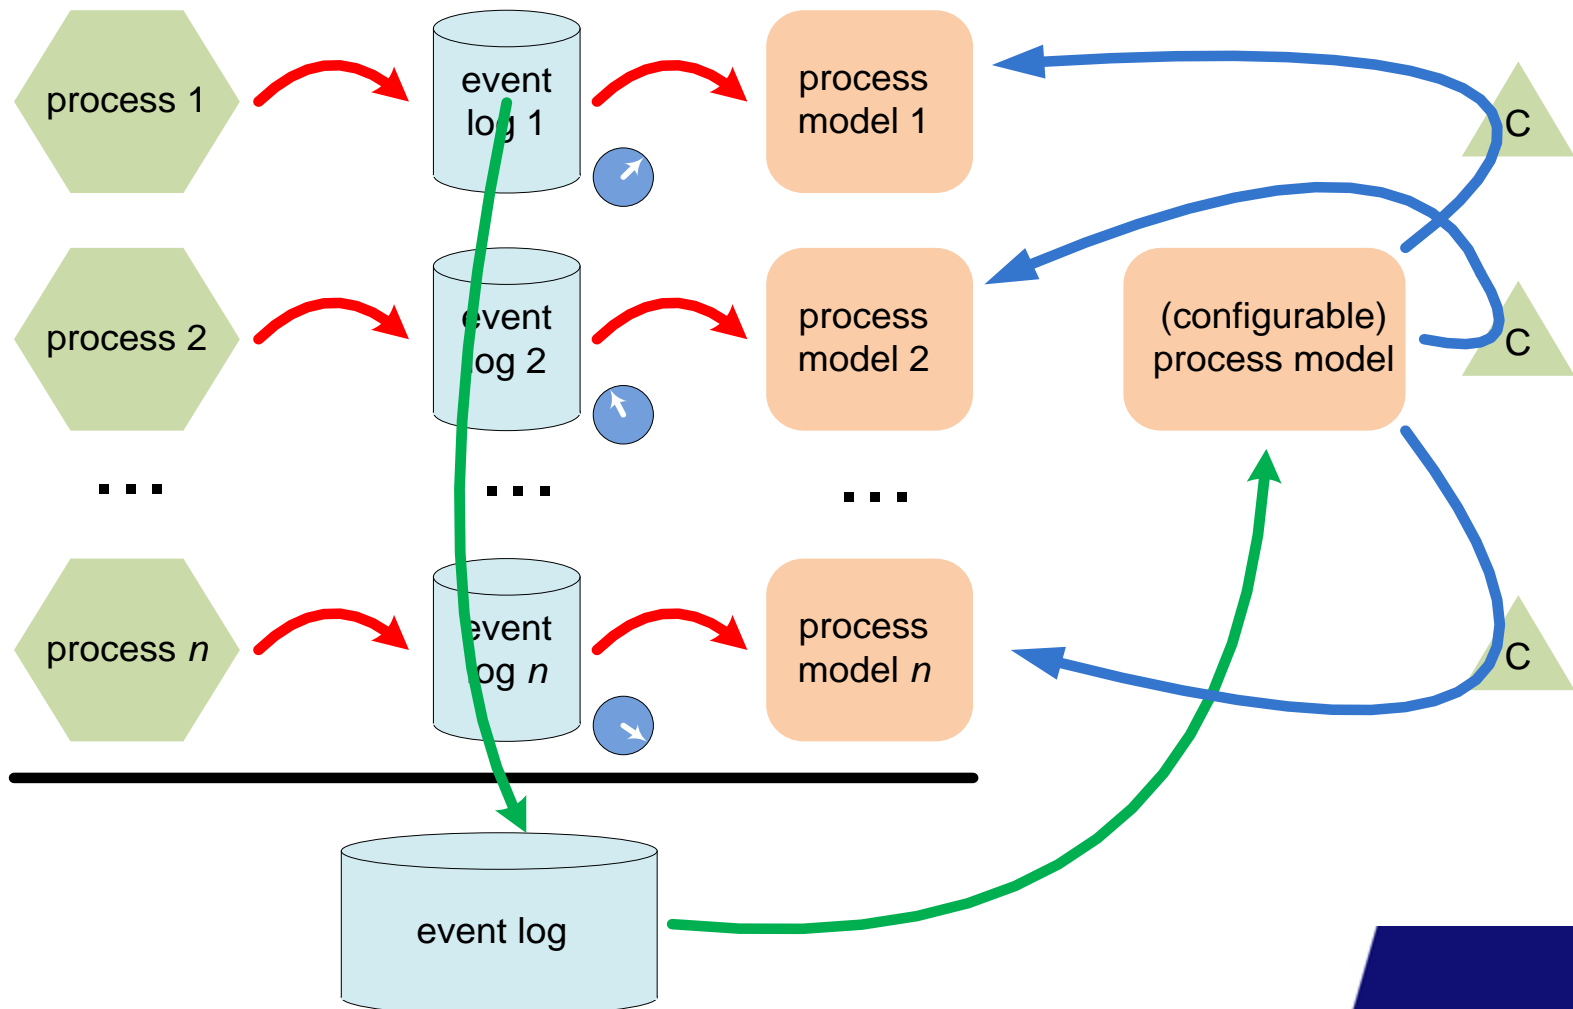 process 1
event
log 1
process
model 1
C
process 2
event
log 2
process
model 2
(configurable)
process model
C
...
...
...
process n
event
log n
process
model n
C
event log